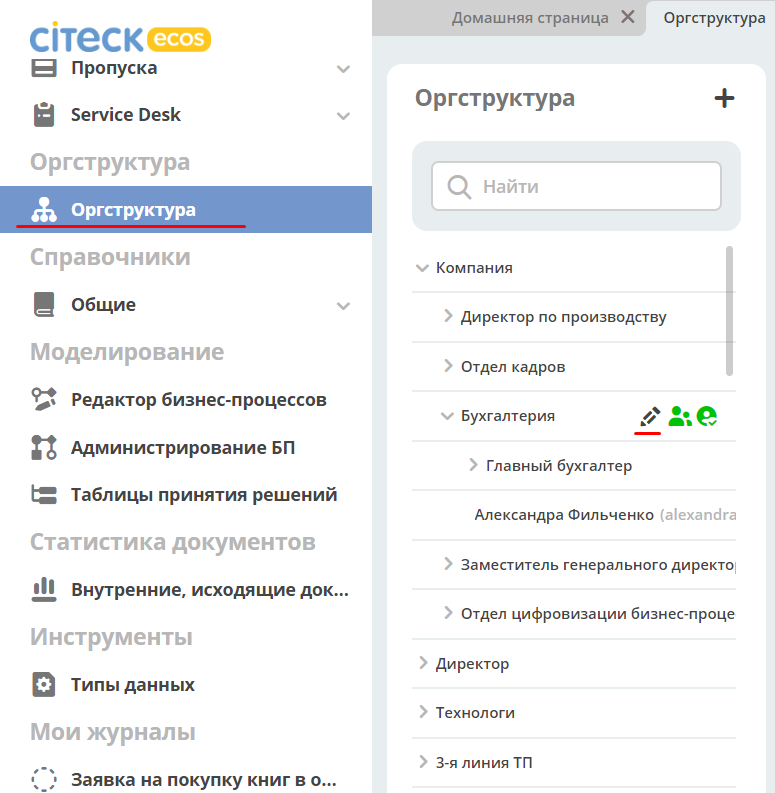 citeck ecos
Пропуска
Service Desk
Оргструктура
Оргструктура
Справочники
Общие
Моделирование
Редактор бизнес-процессов
Администрирование БП
Таблицы принятия решений
Статистика документов
Внутренние, исходящие док...
Инструменты
Типы данных
Мои журналы
Заявка на покупку книг в о...
Домашняя страница
Оргструктура
Оргструктура
Найти
Компания
Директор по производству
Отдел кадров
Бухгалтерия
Главный бухгалтер
Александра Фильченко (alexandra
Заместитель генерального директор
Отдел цифровизации бизнес-проце
Директор
Технологи
3-я линия ТП